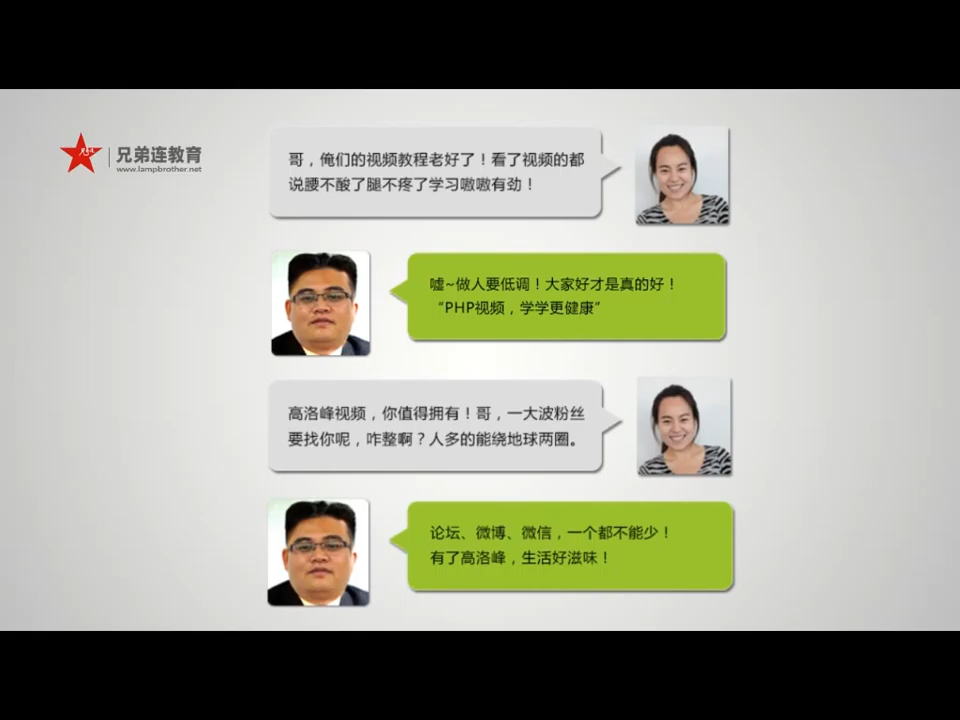 兄弟连教育
www.lampbrother.net
哥，俺们的视频教程老好了！看了视频的都
说腰不酸了腿不疼了学习嗷嗷有劲！
嘘~做人要低调！大家好才是真的好！
“PHP视频，学学更健康”
高洛峰视频，你值得拥有！哥，一大波粉丝
要找你呢，咋整啊？人多的能绕地球两圈。
论坛、微博、微信，一个都不能少！
有了高洛峰，生活好滋味！